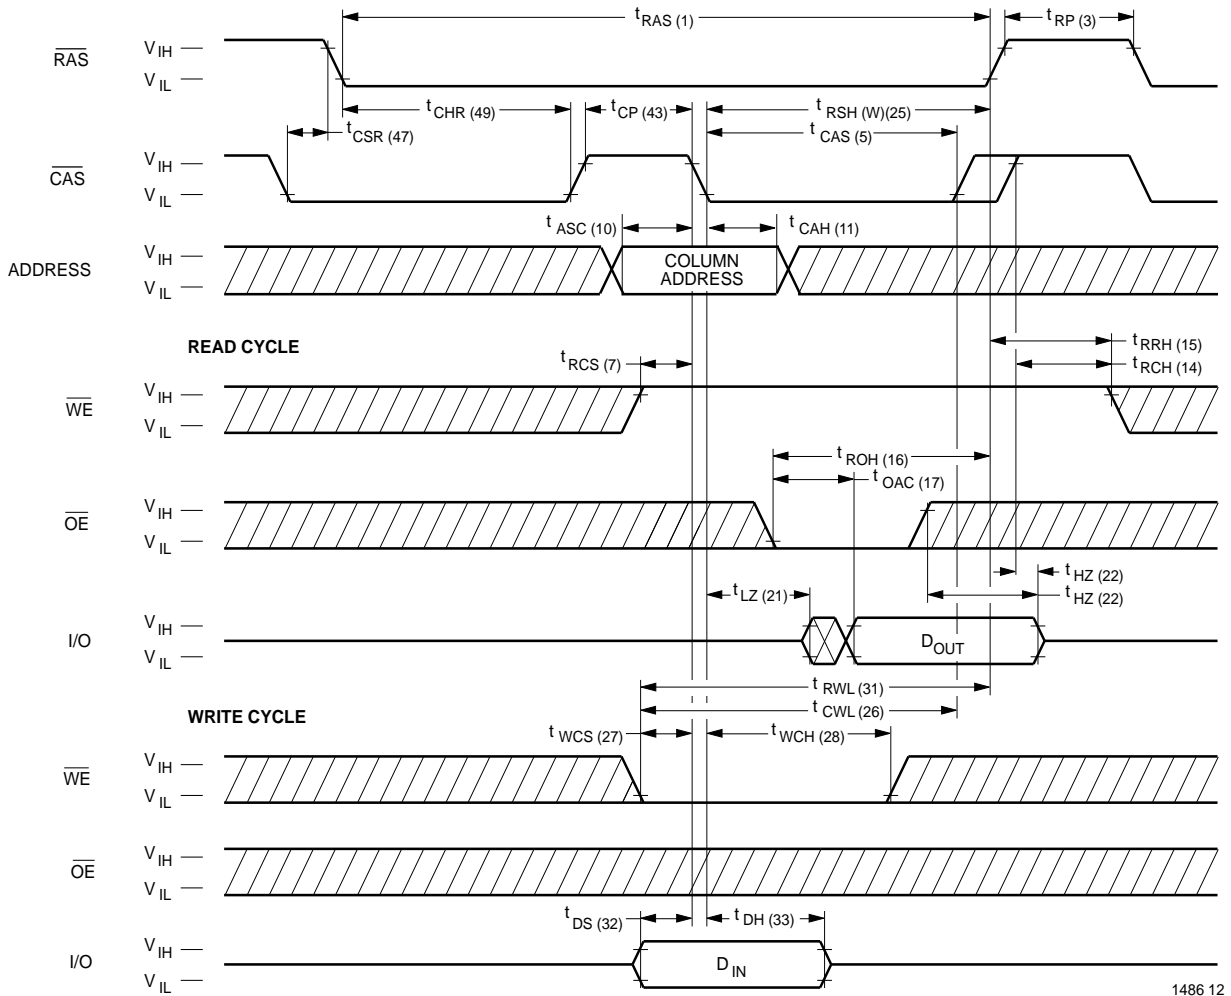 t RAS (1)
t RP (3)
RAS
V IH
V IL
t CHR (49)
t CP (43)
t RSH (W)(25)
t CSR (47)
t CAS (5)
CAS
V IH
V IL
t ASC (10)
t CAH (11)
ADDRESS
V IH
V IL
COLUMN
ADDRESS
READ CYCLE
t RRH (15)
t RCS (7)
t RCH (14)
WE
V IH
V IL
t ROH (16)
t OAC (17)
OE
V IH
V IL
t HZ (22)
t LZ (21)
t HZ (22)
I/O
V IH
V IL
D OUT
t RWL (31)
WRITE CYCLE
t CWL (26)
t WCS (27)
t WCH (28)
WE
V IH
V IL
OE
V IH
V IL
t DS (32)
t DH (33)
I/O
V IH
V IL
D IN
1486 12